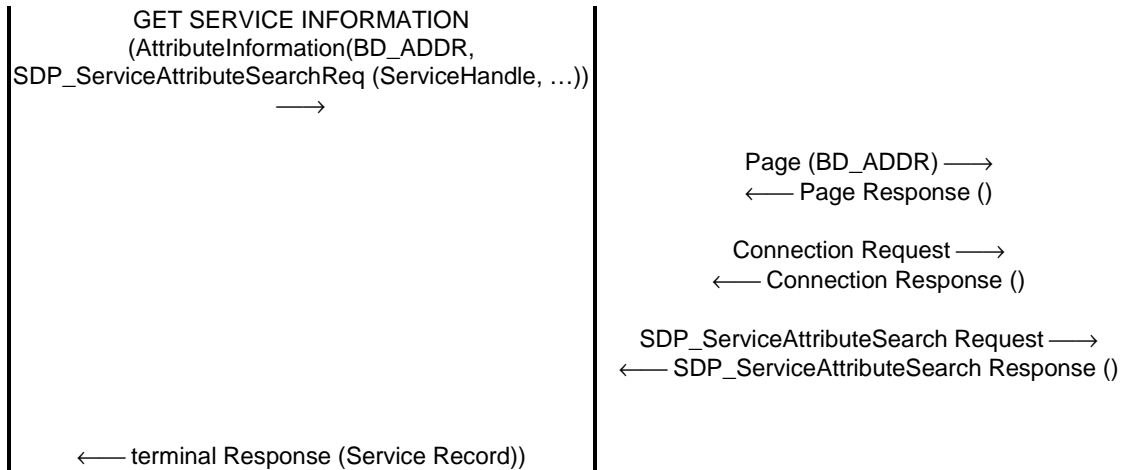 GET SERVICE INFORMATION
(AttributeInformation(BD_ADDR,
SDP_ServiceAttributeSearchReq (ServiceHandle, …))
⟶
Page (BD_ADDR) ⟶
⟵ Page Response ()
Connection Request ⟶
⟵ Connection Response ()
SDP_ServiceAttributeSearch Request ⟶
⟵ SDP_ServiceAttributeSearch Response ()
⟵ terminal Response (Service Record))